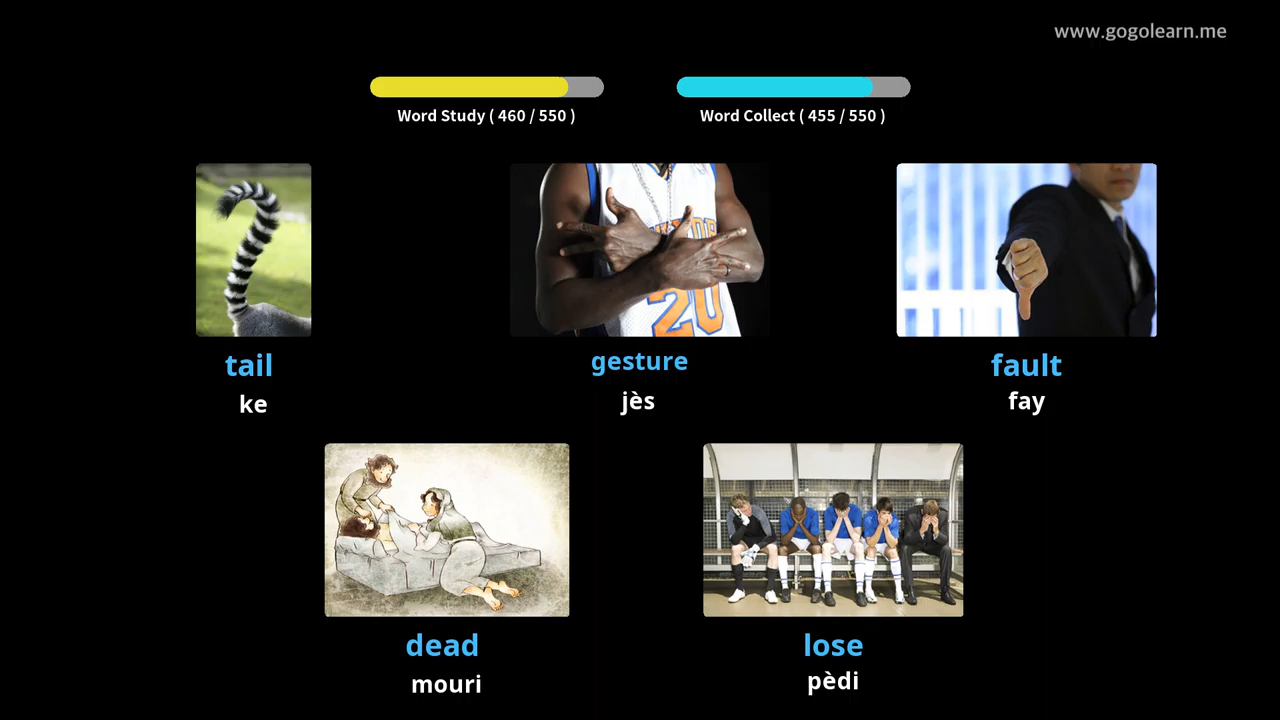 www.gogolearn.me
Word Study ( 460 / 550 )
Word Collect ( 455 / 550 )
20
tail
gesture
fault
ke
jès
fay
dead
lose
mouri
pèdi